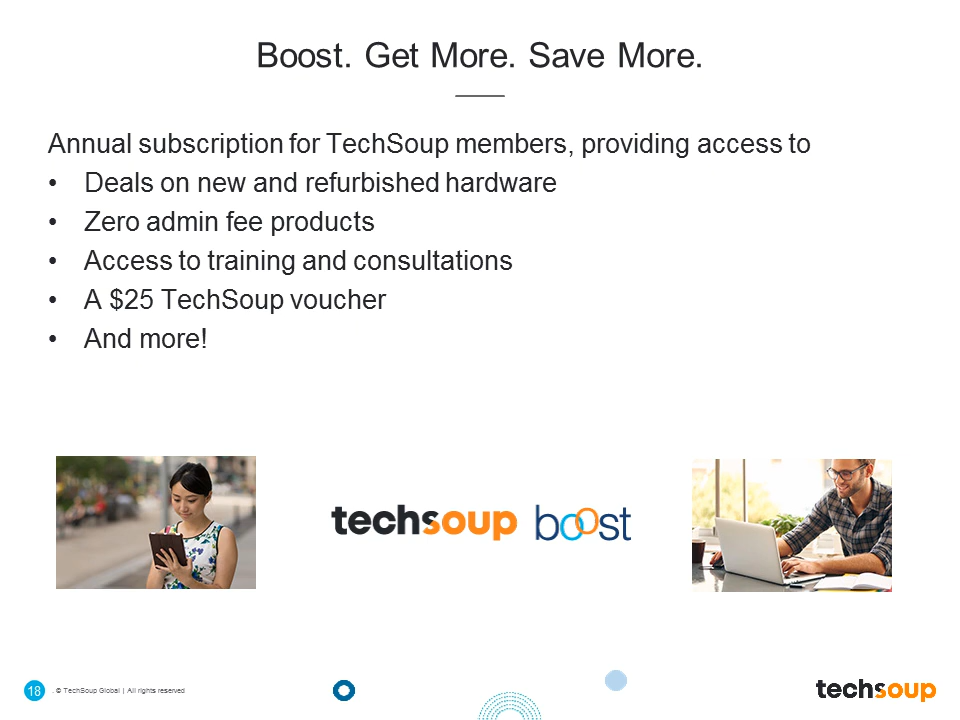 Boost. Get More. Save More.
Annual subscription for TechSoup members, providing access to
• Deals on new and refurbished hardware
• Zero admin fee products
• Access to training and consultations
• A $25 TechSoup voucher
• And more!
techsoup boost
18 . © TechSoup Global | All rights reserved
techsoup